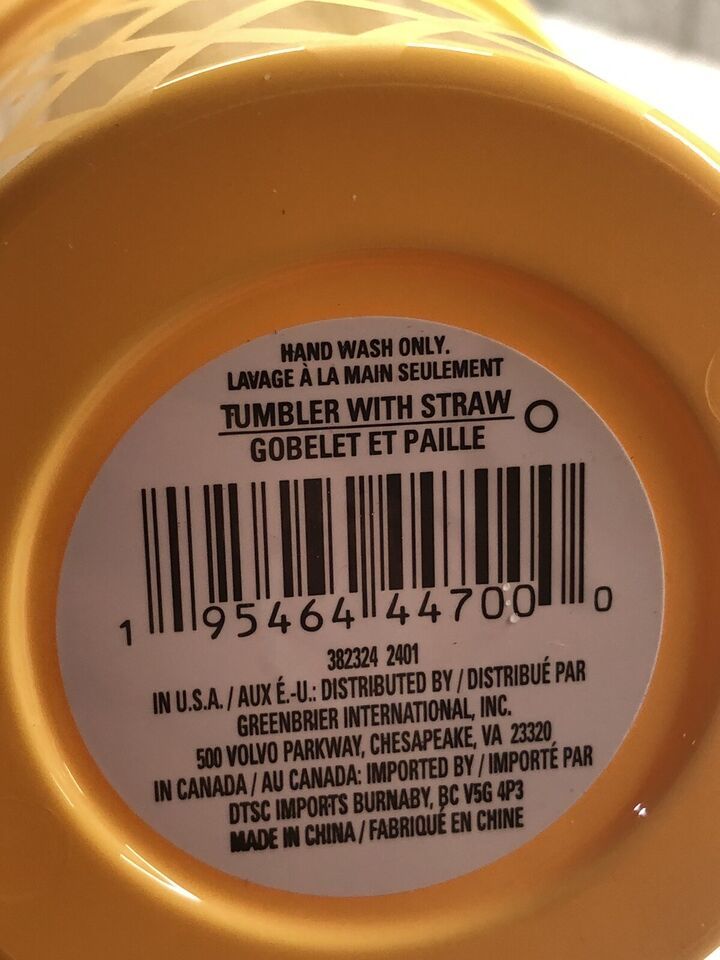 HAND WASH ONLY.
LAVAGE À LA MAIN SEULEMENT
TUMBLER WITH STRAW
GOBELET ET PAILLE
1 95464 44700 0
382324 2401
IN U.S.A. / AUX É.-U.: DISTRIBUTED BY / DISTRIBUÉ PAR
GREENBRIER INTERNATIONAL, INC.
500 VOLVO PARKWAY, CHESAPEAKE, VA 23320
IN CANADA / AU CANADA: IMPORTED BY / IMPORTÉ PAR
DTSC IMPORTS BURNABY, BC V5G 4P3
MADE IN CHINA / FABRIQUÉ EN CHINE